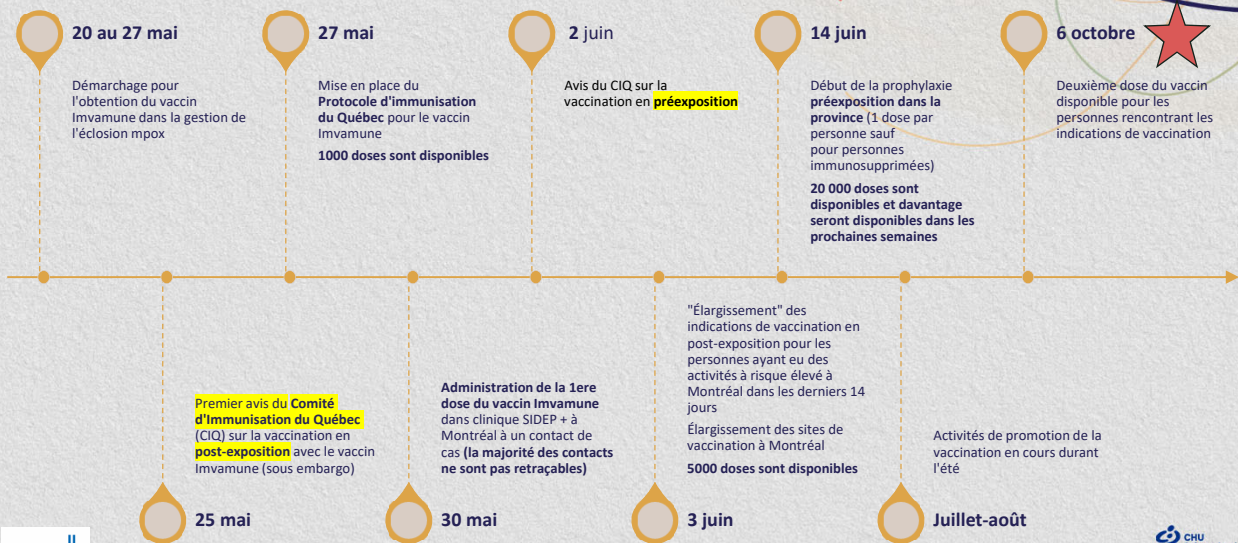 20 au 27 mai
Démarchage pour
l'obtention du vaccin
Imvamune dans la gestion de
l'éclosion mpox
27 mai
Mise en place du
Protocole d'immunisation
du Québec pour le vaccin
Imvamune
1000 doses sont disponibles
2 juin
Avis du CIQ sur la
vaccination en préexposition
14 juin
Début de la prophylaxie
préexposition dans la
province (1 dose par
personne sauf
pour personnes
immunosupprimées)
20 000 doses sont
disponibles et davantage
seront disponibles dans les
prochaines semaines
6 octobre
Deuxième dose du vaccin
disponible pour les
personnes rencontrant les
indications de vaccination
Premier avis du Comité
d'Immunisation du Québec
(CIQ) sur la vaccination en
post-exposition avec le vaccin
Imvamune (sous embargo)
25 mai
Administration de la 1ere
dose du vaccin Imvamune
dans clinique SIDEP + à
Montréal à un contact de
cas (la majorité des contacts
ne sont pas retraçables)
30 mai
"Élargissement" des
indications de vaccination en
post-exposition pour les
personnes ayant eu des
activités à risque élevé à
Montréal dans les derniers 14
jours
Élargissement des sites de
vaccination à Montréal
5000 doses sont disponibles
3 juin
Activités de promotion de la
vaccination en cours durant
l'été
Juillet-août
CHU